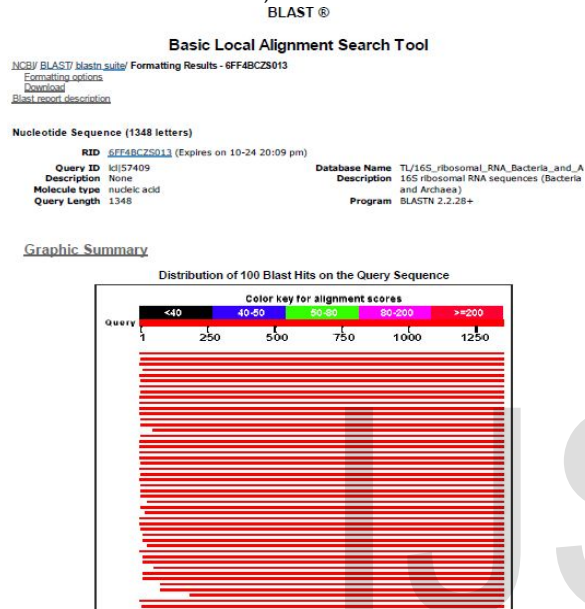 BLAST ®
Basic Local Alignment Search Tool
NCBI/ BLAST/ blastn suite/ Formatting Results - 6FF4BCZS013
Formatting options
Download
Blast report description
Nucleotide Sequence (1348 letters)
RID 6FF4BCZS013 (Expires on 10-24 20:09 pm)
Query ID lcl|57409
Description None
Molecule type nucleic acid
Query Length 1348
Database Name TL/16S_ribosomal_RNA_Bacteria_and_A
Description 16S ribosomal RNA sequences (Bacteria
and Archaea)
Program BLASTN 2.2.28+
Graphic Summary
Distribution of 100 Blast Hits on the Query Sequence
Color key for alignment scores
<40 40-50 50-80 80-200 >=200
Query
1 250 500 750 1000 1250